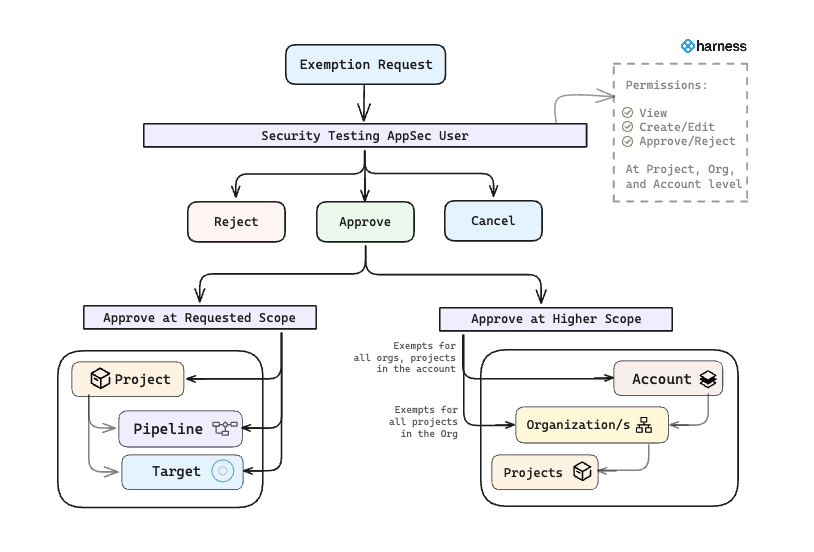 harness
Exemption Request
Permissions:
View
Create/Edit
Approve/Reject
At Project, Org,
and Account level
Security Testing AppSec User
Reject
Approve
Cancel
Approve at Requested Scope
Approve at Higher Scope
Project
Pipeline
Target
Exempts for
all orgs, projects
in the account
Exempts for
all projects
in the Org
Account
Organization/s
Projects